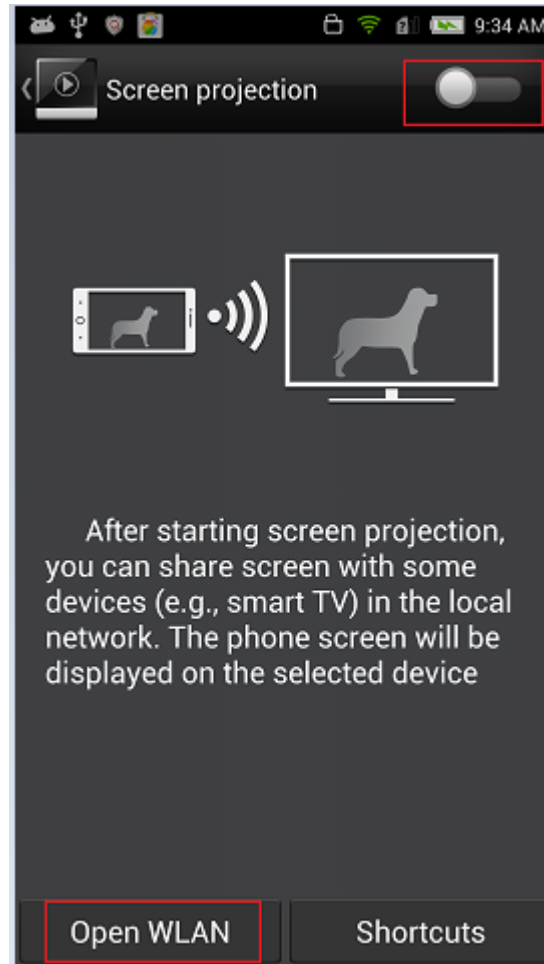 9:34 AM
Screen projection
After starting screen projection,
you can share screen with some
devices (e.g., smart TV) in the local
network. The phone screen will be
displayed on the selected device
Open WLAN
Shortcuts